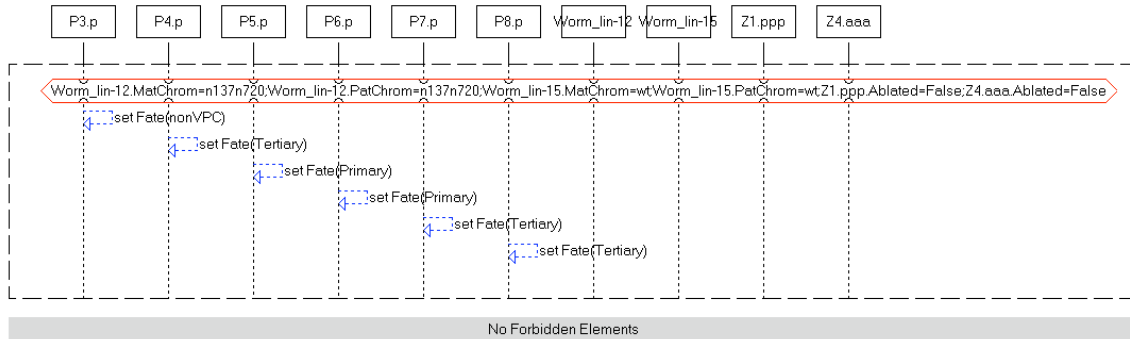 P3.p P4.p P5.p P6.p P7.p P8.p Worm_lin-12 Worm_lin-15 Z1.ppp Z4.aaa
Worm_lin-12.MatChrom=n137n720;Worm_lin-12.PatChrom=n137n720;Worm_lin-15.MatChrom=wt;Worm_lin-15.PatChrom=wt;Z1.ppp.Ablated=False;Z4.aaa.Ablated=False
set Fate(nonVPC)
set Fate(Tertiary)
set Fate(Primary)
set Fate(Primary)
set Fate(Tertiary)
set Fate(Tertiary)
No Forbidden Elements